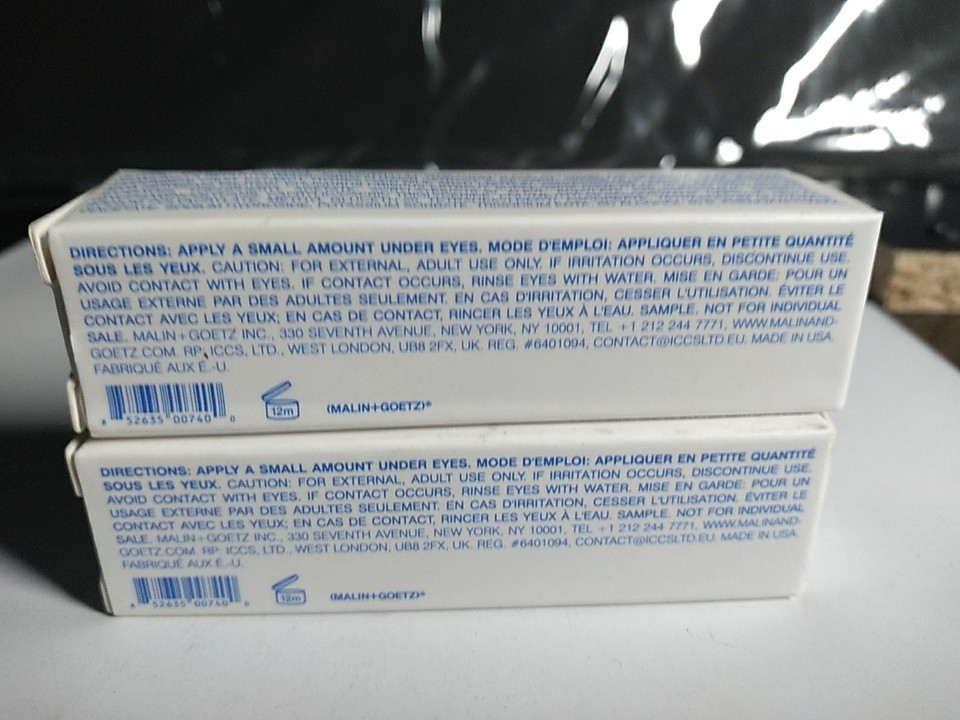 DIRECTIONS: APPLY A SMALL AMOUNT UNDER EYES. MODE D'EMPLOI: APPLIQUER EN PETITE QUANTITÉ
SOUS LES YEUX. CAUTION: FOR EXTERNAL, ADULT USE ONLY. IF IRRITATION OCCURS, DISCONTINUE USE.
AVOID CONTACT WITH EYES. IF CONTACT OCCURS, RINSE EYES WITH WATER. MISE EN GARDE: POUR UN
USAGE EXTERNE PAR DES ADULTES SEULEMENT. EN CAS D'IRRITATION, CESSER L'UTILISATION. ÉVITER LE
CONTACT AVEC LES YEUX; EN CAS DE CONTACT, RINCER LES YEUX À L'EAU. SAMPLE. NOT FOR INDIVIDUAL
SALE. MALIN+GOETZ INC., 330 SEVENTH AVENUE, NEW YORK, NY 10001, TEL +1 212 244 7771, WWW.MALINAND-
GOETZ.COM. RP, ICCS, LTD., WEST LONDON, UB8 2FX, UK. REG. #6401094, CONTACT@ICCSLTD.EU. MADE IN USA.
FABRIQUÉ AUX É.-U.
8 52635 00740 0
12m
(MALIN+GOETZ)®
DIRECTIONS: APPLY A SMALL AMOUNT UNDER EYES. MODE D'EMPLOI: APPLIQUER EN PETITE QUANTITÉ
SOUS LES YEUX. CAUTION: FOR EXTERNAL, ADULT USE ONLY. IF IRRITATION OCCURS, DISCONTINUE USE.
AVOID CONTACT WITH EYES. IF CONTACT OCCURS, RINSE EYES WITH WATER. MISE EN GARDE: POUR UN
USAGE EXTERNE PAR DES ADULTES SEULEMENT. EN CAS D'IRRITATION, CESSER L'UTILISATION. ÉVITER LE
CONTACT AVEC LES YEUX; EN CAS DE CONTACT, RINCER LES YEUX À L'EAU. SAMPLE. NOT FOR INDIVIDUAL
SALE. MALIN+GOETZ INC., 330 SEVENTH AVENUE, NEW YORK, NY 10001, TEL +1 212 244 7771, WWW.MALINAND-
GOETZ.COM. RP, ICCS, LTD., WEST LONDON, UB8 2FX, UK. REG. #6401094, CONTACT@ICCSLTD.EU. MADE IN USA.
FABRIQUÉ AUX É.-U.
8 52635 00740 0
12m
(MALIN+GOETZ)®